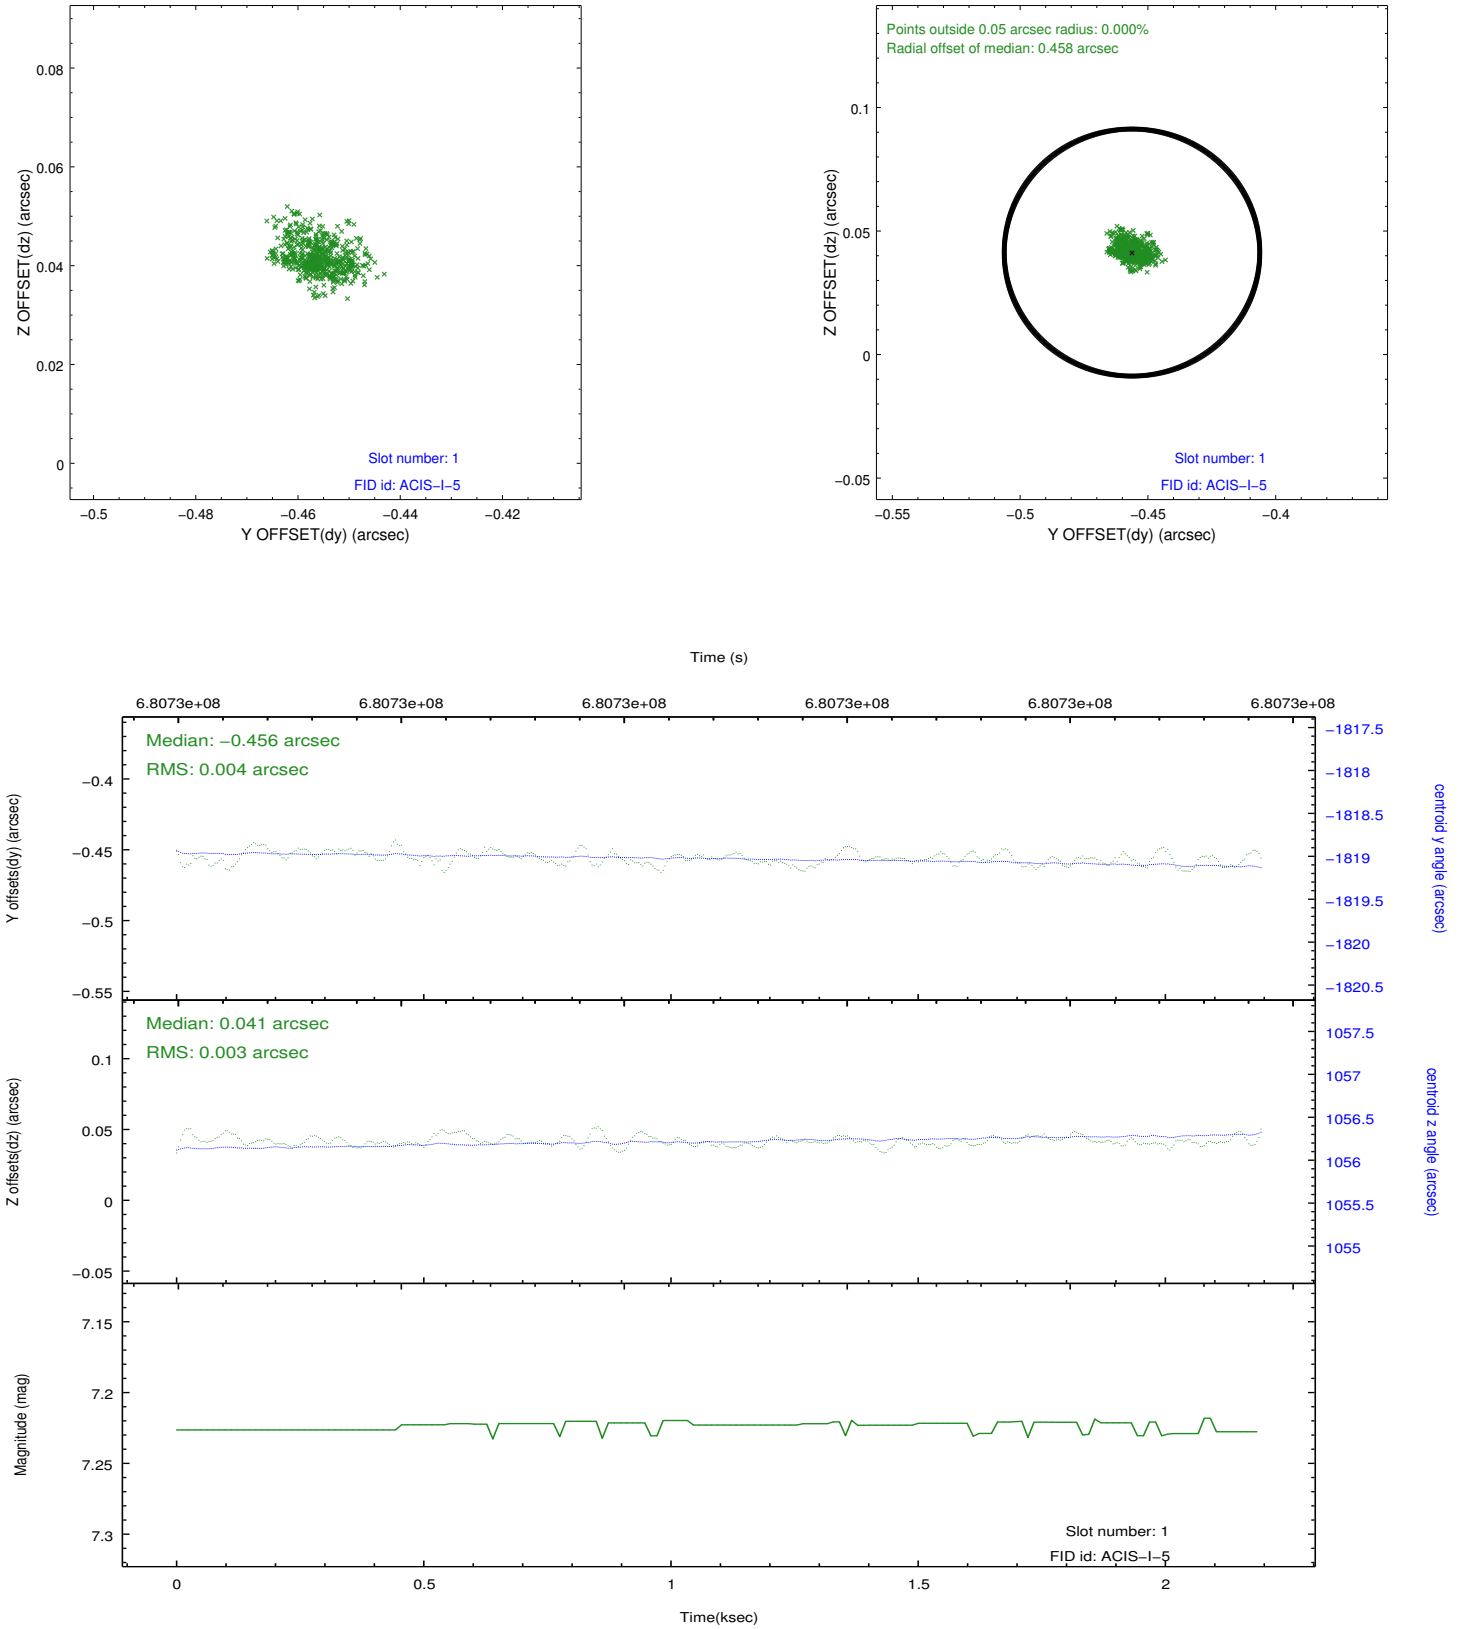 0.08
0.06
0.04
0.02
0
Z OFFSET(dz) (arcsec)
Slot number: 1
FID id: ACIS−I−5
−0.5 −0.48 −0.46 −0.44 −0.42
Y OFFSET(dy) (arcsec)
Points outside 0.05 arcsec radius: 0.000%
Radial offset of median: 0.458 arcsec
0.1
0.05
0
−0.05
Z OFFSET(dz) (arcsec)
Slot number: 1
FID id: ACIS−I−5
−0.55 −0.5 −0.45 −0.4
Y OFFSET(dy) (arcsec)
Time (s)
6.8073e+08 6.8073e+08 6.8073e+08 6.8073e+08 6.8073e+08 6.8073e+08
Median: −0.456 arcsec
RMS: 0.004 arcsec
−0.4
−0.45
−0.5
−0.55
Y offsets(dy) (arcsec)
−1817.5
−1818
−1818.5
−1819
−1819.5
−1820
−1820.5
centroid y angle (arcsec)
Median: 0.041 arcsec
RMS: 0.003 arcsec
0.1
0.05
0
−0.05
Z offsets(dz) (arcsec)
1057.5
1057
1056.5
1056
1055.5
1055
centroid z angle (arcsec)
7.15
7.2
7.25
7.3
Magnitude (mag)
Slot number: 1
FID id: ACIS−I−5
0 0.5 1 1.5 2
Time(ksec)